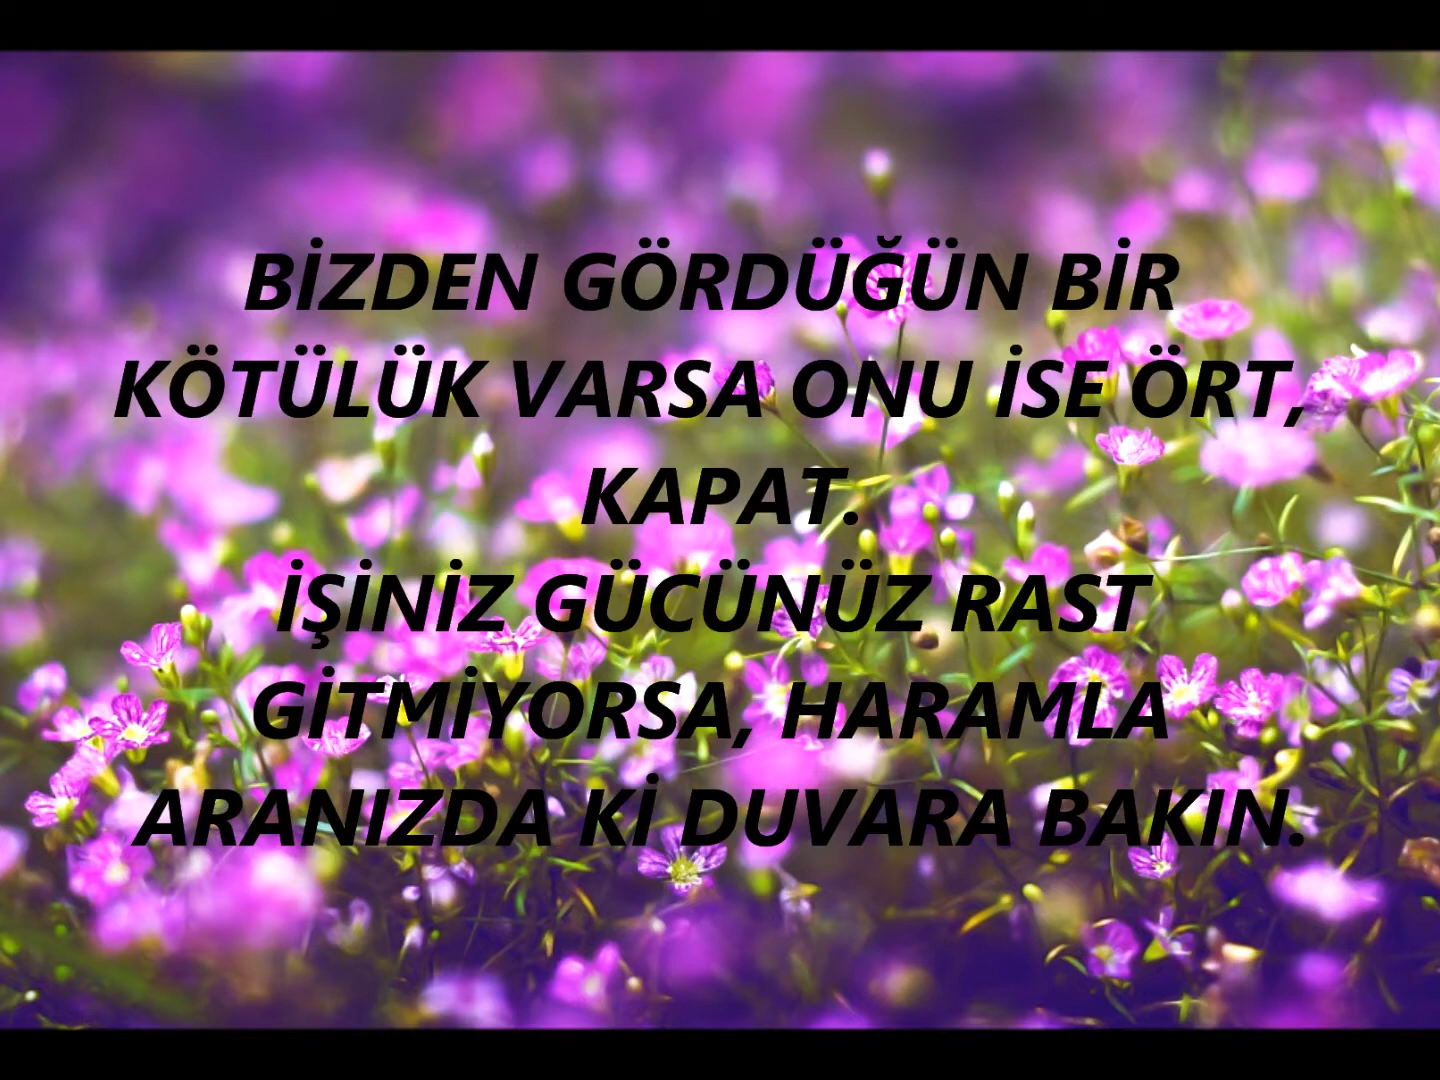 BİZDEN GÖRDÜĞÜN BİR
KÖTÜLÜK VARSA ONU İSE ÖRT,
KAPAT.
İŞİNİZ GÜCÜNÜZ RAST
GİTMİYORSA, HARAMLA
ARANIZDA Kİ DUVARA BAKIN.